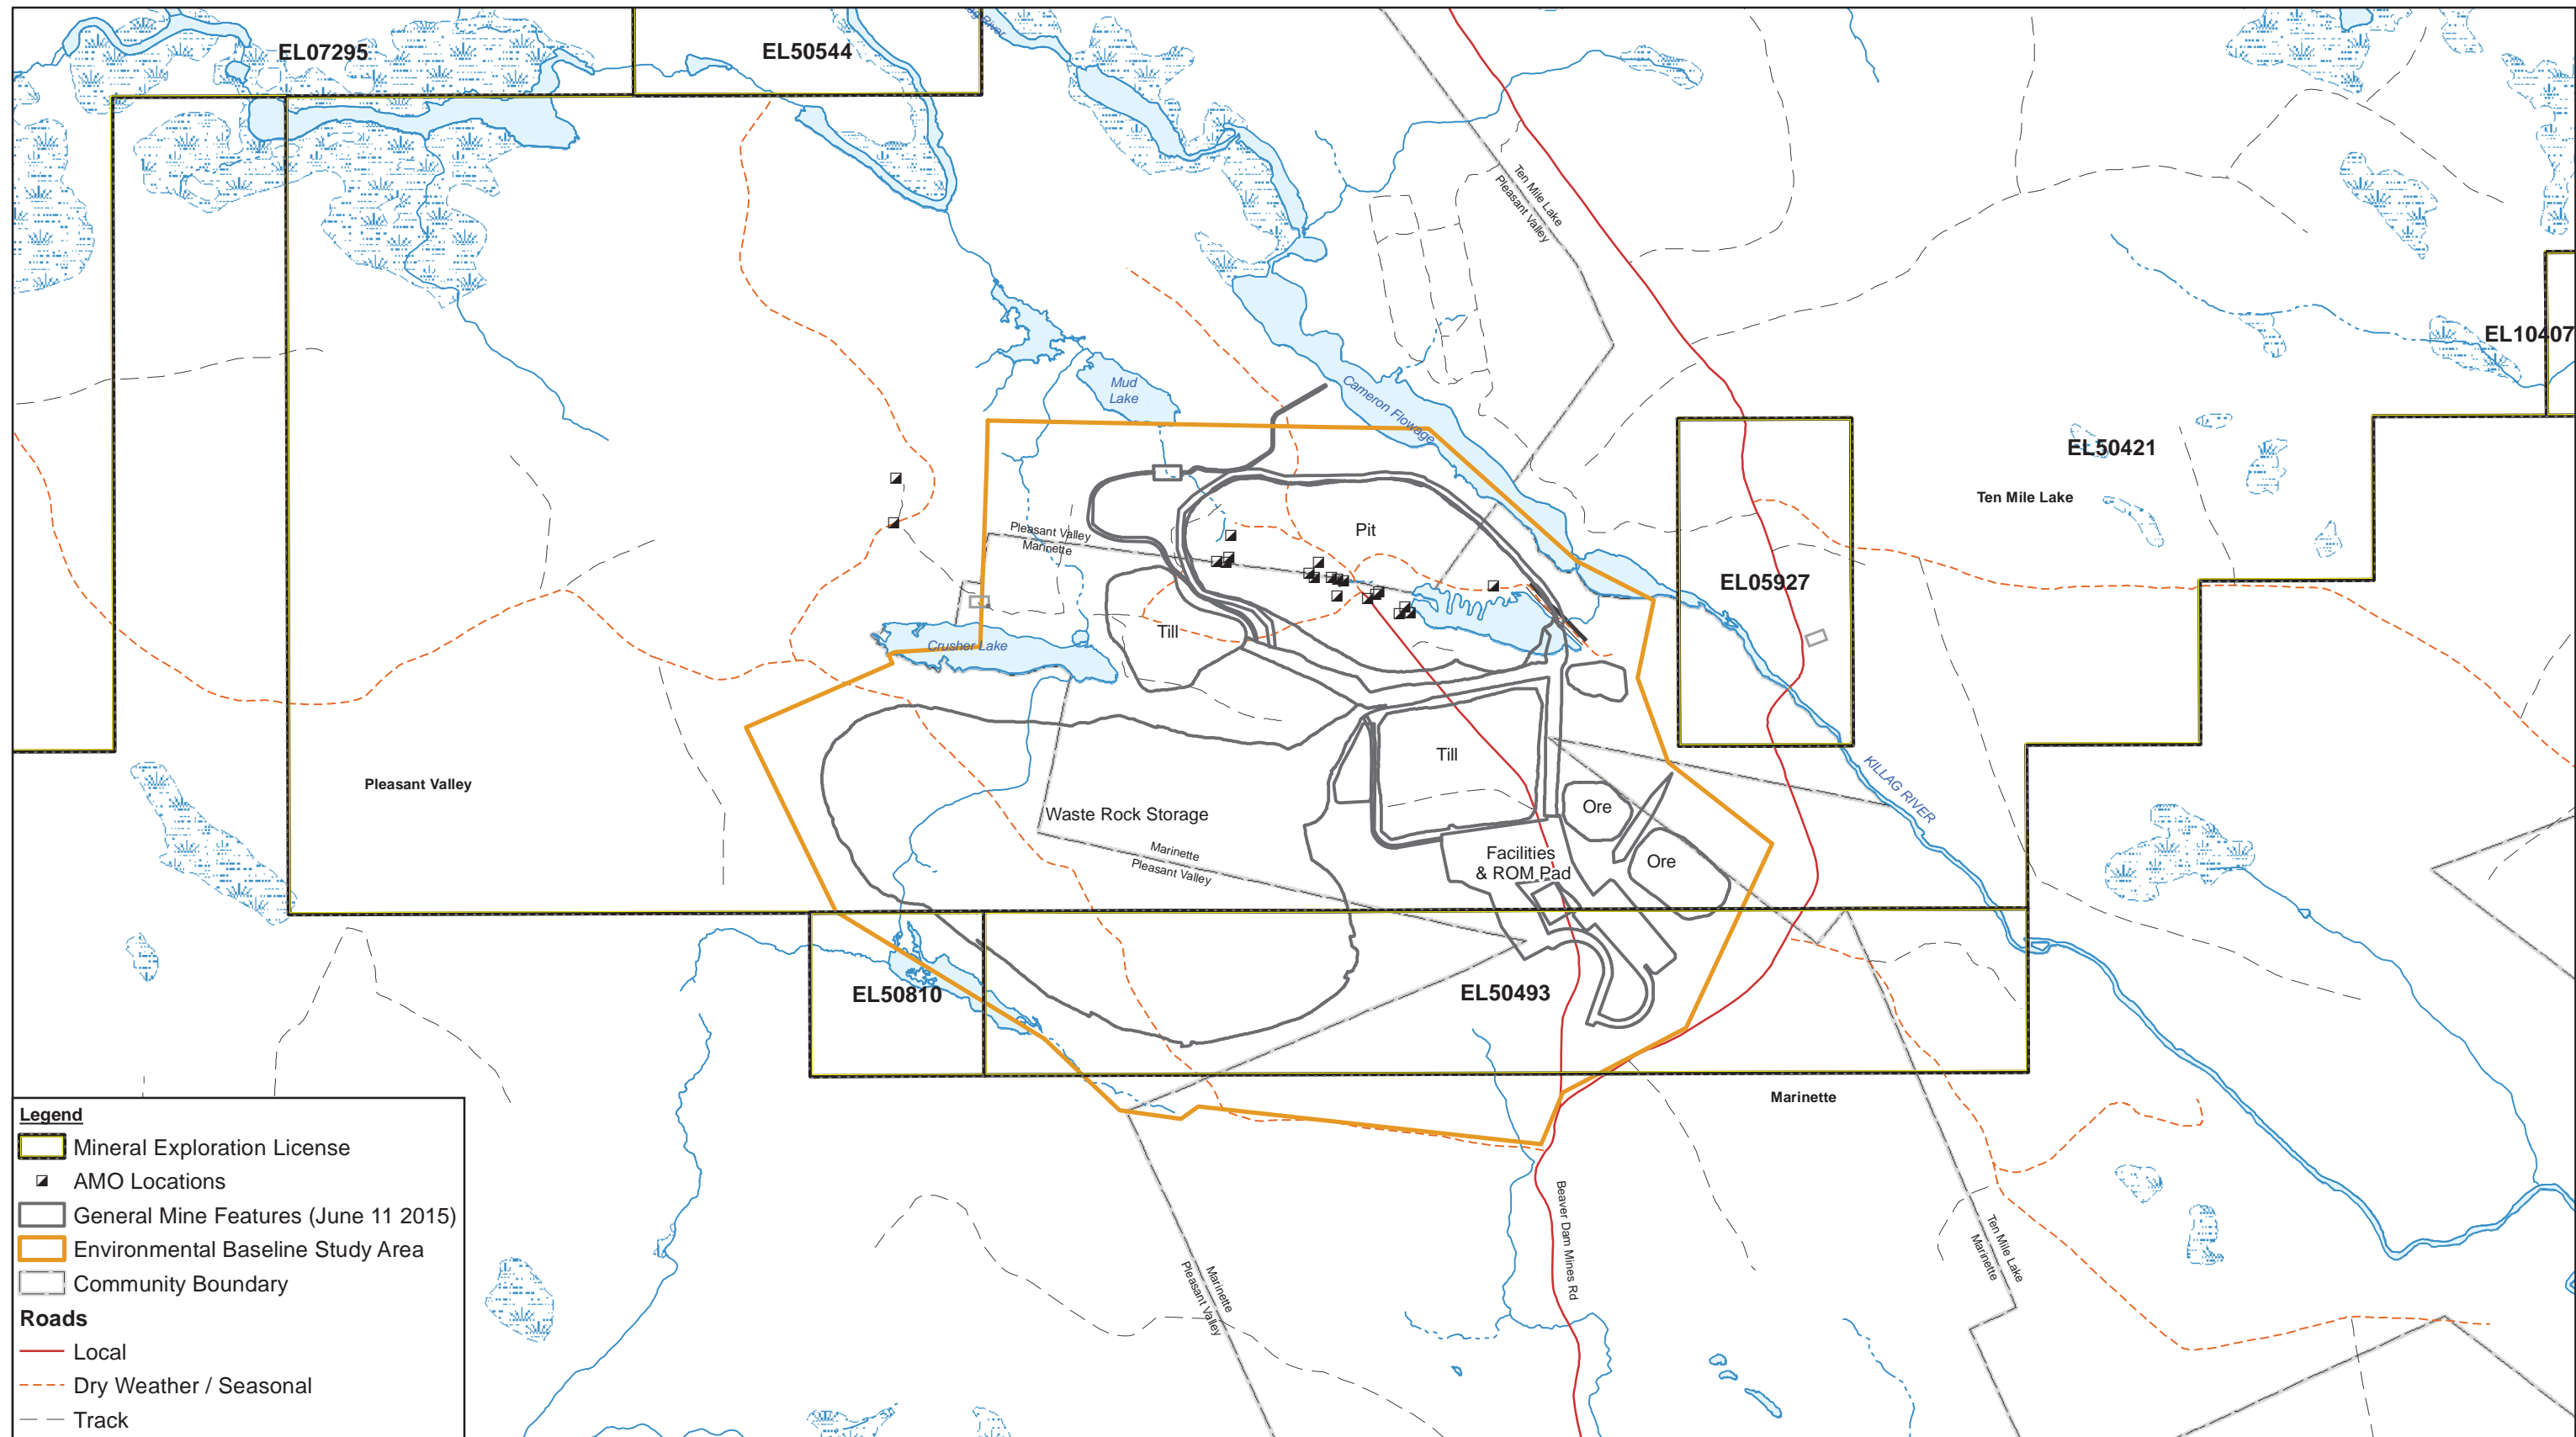 EL07295
EL50544
ag River
Ten Mile Lake
Pleasant Valley
EL10407
Mud
Lake
Cameron Flowage
EL50421
Ten Mile Lake
Pit
Pleasant Valley
Marinette
EL05927
Till
Crusher Lake
Till
KILLAG RIVER
Pleasant Valley
Ore
Waste Rock Storage
Marinette
Pleasant Valley
Facilities
& ROM Pad
Ore
EL50810
EL50493
Marinette
Beaver Dam Mines Rd
Ten Mile Lake
Marinette
Marinette
Pleasant Valley
Legend
Mineral Exploration License
AMO Locations
General Mine Features (June 11 2015)
Environmental Baseline Study Area
Community Boundary
Roads
Local
Dry Weather / Seasonal
Track